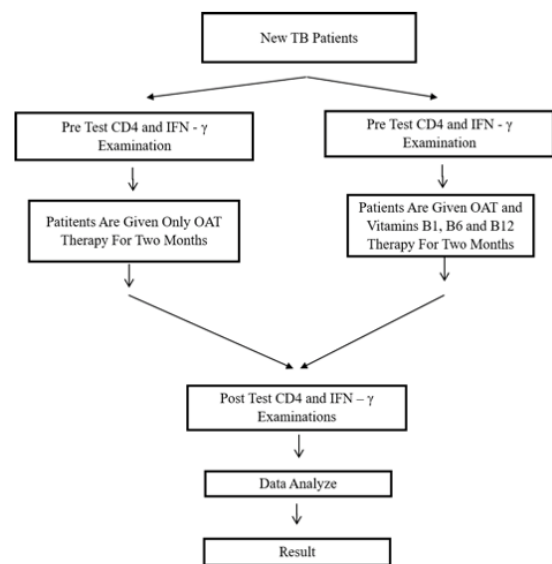 New TB Patients
Pre Test CD4 and IFN - γ
Examination
Pre Test CD4 and IFN - γ
Examination
Patitents Are Given Only OAT
Therapy For Two Months
Patients Are Given OAT and
Vitamins B1, B6 and B12
Therapy For Two Months
Post Test CD4 and IFN – γ
Examinations
Data Analyze
Result